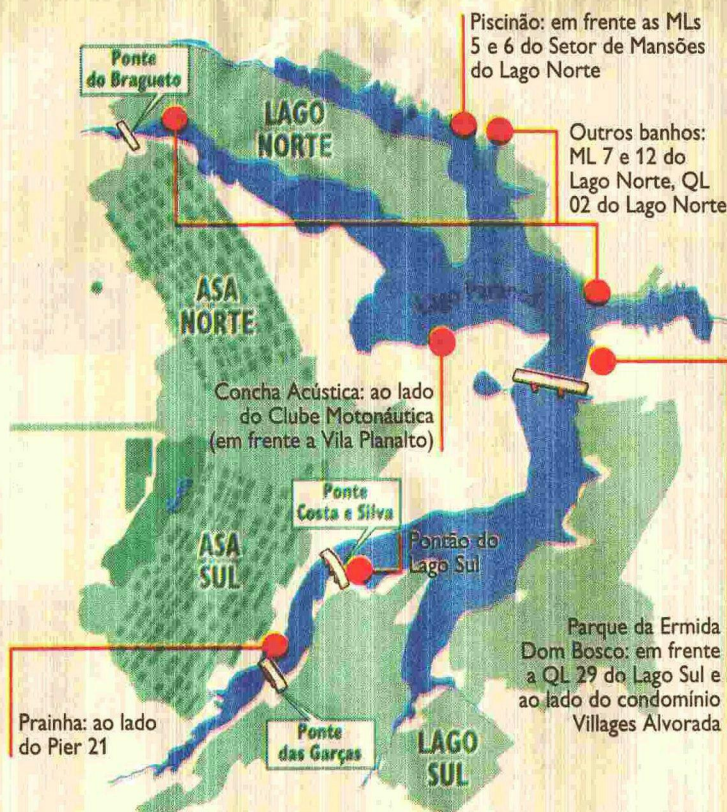 Piscinão: em frente as MLs
5 e 6 do Setor de Mansões
do Lago Norte
Ponte
do Bragueto
LAGO
NORTE
Outros banhos:
ML 7 e 12 do
Lago Norte, QL
02 do Lago Norte
ASA
NORTE
Lago Paranoá
Concha Acústica: ao lado
do Clube Motonáutica
(em frente a Vila Planalto)
Ponte
Costa e Silva
ASA
SUL
Pontão do
Lago Sul
Parque da Ermida
Dom Bosco: em frente
a QL 29 do Lago Sul e
ao lado do condomínio
Villages Alvorada
Prainha: ao lado
do Pier 21
Ponte
das Garças
LAGO
SUL